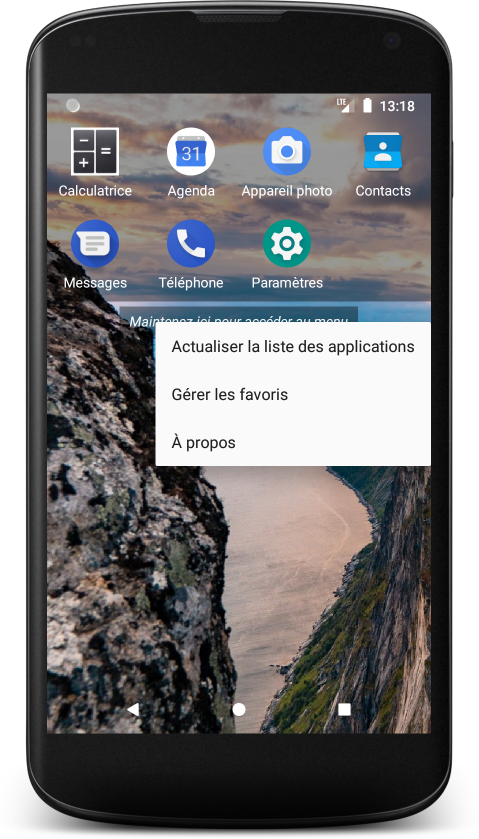 LTE 13:18
31
Calculatrice Agenda Appareil photo Contacts
Messages Téléphone Paramètres
Maintenez ici pour accéder au menu
Actualiser la liste des applications
Gérer les favoris
À propos